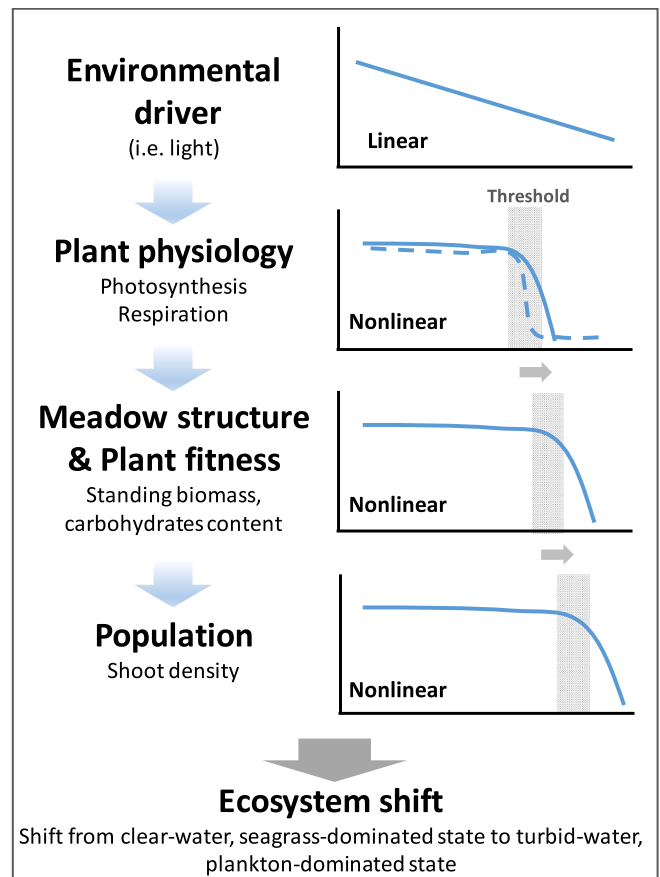 Environmental
driver
(i.e. light)
Linear
Threshold
Plant physiology
Photosynthesis
Respiration
Nonlinear
Meadow structure
& Plant fitness
Standing biomass,
carbohydrates content
Nonlinear
Population
Shoot density
Nonlinear
Ecosystem shift
Shift from clear-water, seagrass-dominated state to turbid-water,
plankton-dominated state